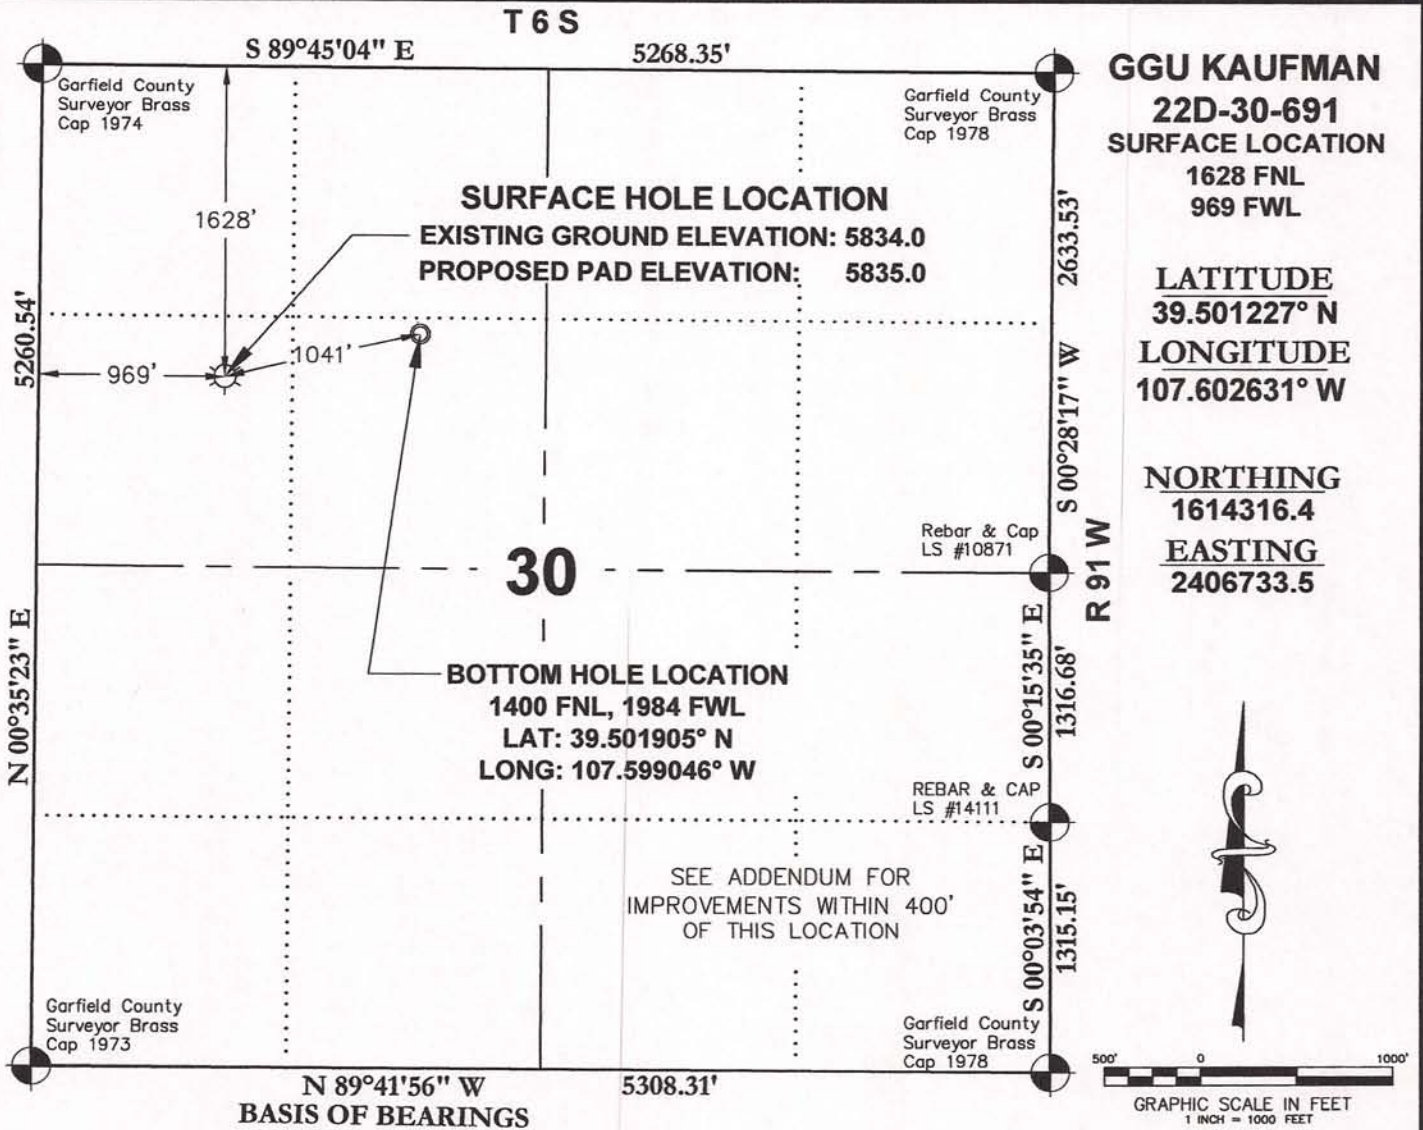 T 6 S
S 89°45'04" E
5268.35'
Garfield County
Surveyor Brass
Cap 1974
Garfield County
Surveyor Brass
Cap 1978
GGU KAUFMAN
22D-30-691
SURFACE LOCATION
1628 FNL
969 FWL
LATITUDE
39.501227° N
LONGITUDE
107.602631° W
NORTHING
1614316.4
EASTING
2406733.5
1628'
SURFACE HOLE LOCATION
EXISTING GROUND ELEVATION: 5834.0
PROPOSED PAD ELEVATION: 5835.0
2633.53'
S 00°28'17" W
5260.54'
N 00°35'23" E
969'
1041'
Rebar & Cap
LS #10871
R 91 W
30
BOTTOM HOLE LOCATION
1400 FNL, 1984 FWL
LAT: 39.501905° N
LONG: 107.599046° W
S 00°15'35" E
1316.68'
REBAR & CAP
LS #14111
SEE ADDENDUM FOR
IMPROVEMENTS WITHIN 400'
OF THIS LOCATION
S 00°03'54" E
1315.15'
Garfield County
Surveyor Brass
Cap 1973
Garfield County
Surveyor Brass
Cap 1978
N 89°41'56" W
5308.31'
BASIS OF BEARINGS
500' 0 1000'
GRAPHIC SCALE IN FEET
1 INCH = 1000 FEET